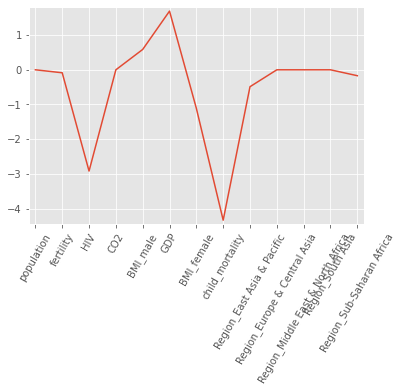 1
0
−1
−2
−3
−4
population
fertility
HIV
CO2
BMI_male
GDP
BMI_female
child_mortality
Region_East Asia & Pacific
Region_Europe & Central Asia
Region_Middle East & North Africa
Region_South Asia
Region_Sub-Saharan Africa